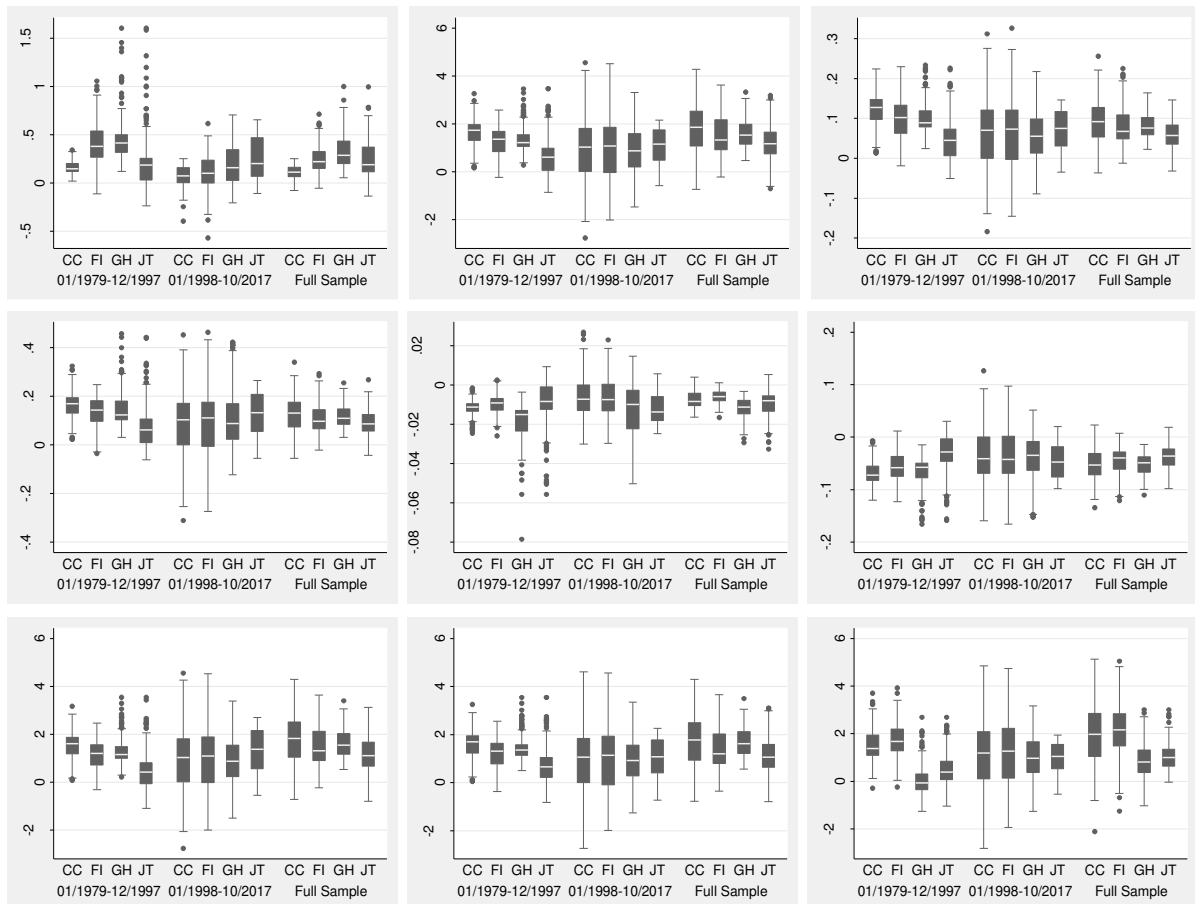 1.5
1
.5
0
-.5
CC FI GH JT CC FI GH JT CC FI GH JT
01/1979-12/1997 01/1998-10/2017 Full Sample
6
4
2
0
-2
CC FI GH JT CC FI GH JT CC FI GH JT
01/1979-12/1997 01/1998-10/2017 Full Sample
.3
.2
.1
0
-.1
-.2
CC FI GH JT CC FI GH JT CC FI GH JT
01/1979-12/1997 01/1998-10/2017 Full Sample
.4
.2
0
-.2
-.4
CC FI GH JT CC FI GH JT CC FI GH JT
01/1979-12/1997 01/1998-10/2017 Full Sample
.02
0
-.02
-.04
-.06
-.08
CC FI GH JT CC FI GH JT CC FI GH JT
01/1979-12/1997 01/1998-10/2017 Full Sample
.2
.1
0
-.1
-.2
CC FI GH JT CC FI GH JT CC FI GH JT
01/1979-12/1997 01/1998-10/2017 Full Sample
6
4
2
0
-2
CC FI GH JT CC FI GH JT CC FI GH JT
01/1979-12/1997 01/1998-10/2017 Full Sample
6
4
2
0
-2
CC FI GH JT CC FI GH JT CC FI GH JT
01/1979-12/1997 01/1998-10/2017 Full Sample
6
4
2
0
-2
CC FI GH JT CC FI GH JT CC FI GH JT
01/1979-12/1997 01/1998-10/2017 Full Sample